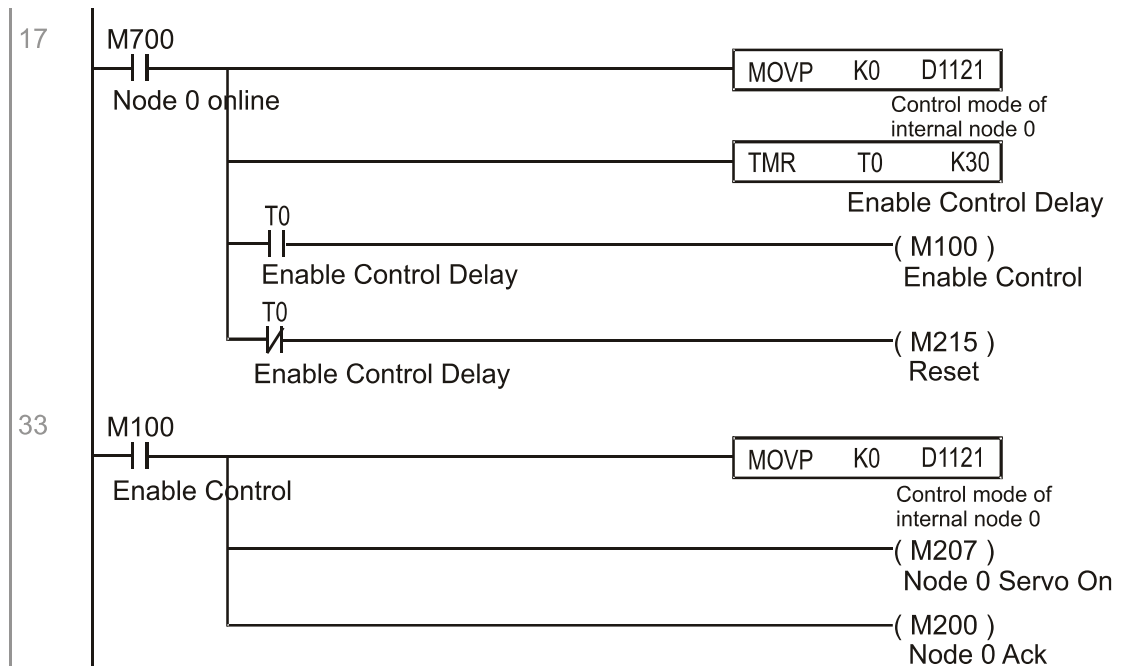 17
M700
Node 0 online
MOVP K0 D1121
Control mode of
internal node 0
TMR T0 K30
Enable Control Delay
T0
Enable Control Delay
( M100 )
Enable Control
T0
Enable Control Delay
( M215 )
Reset
33
M100
Enable Control
MOVP K0 D1121
Control mode of
internal node 0
( M207 )
Node 0 Servo On
( M200 )
Node 0 Ack